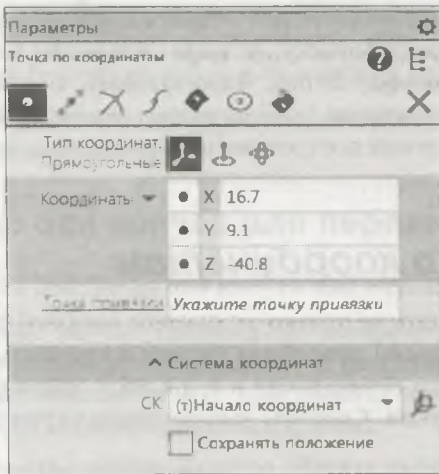 Параметры
Точка по координатам
Тип координат.
Прямоугольные
Координаты
X 16.7
Y 9.1
Z -40.8
Точка привязки Укажите точку привязки
Система координат
СК (т)Начало координат
Сохранять положение